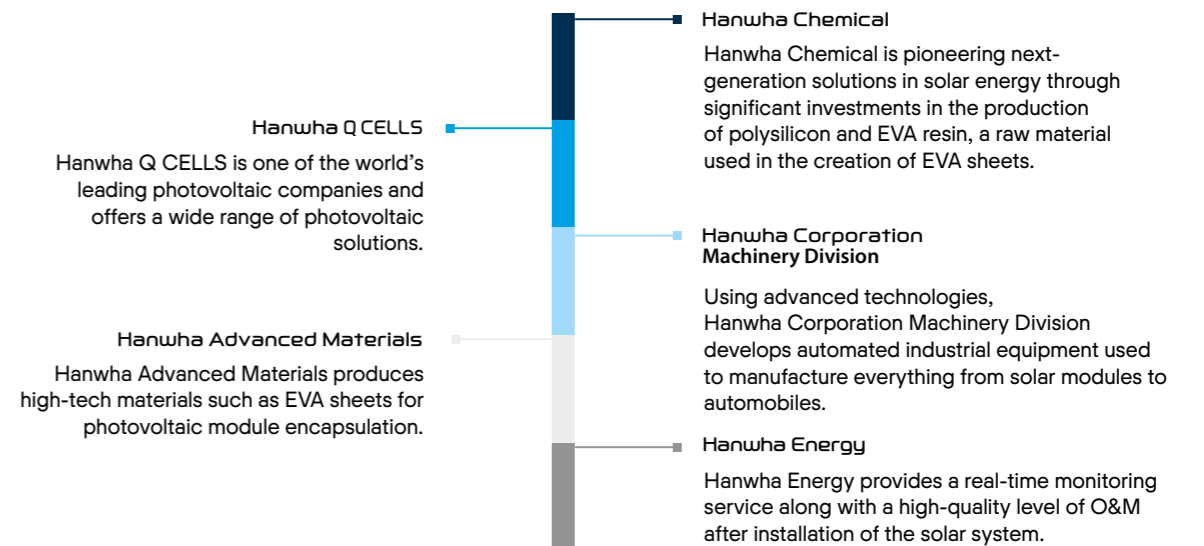 Hanwha Chemical
Hanwha Chemical is pioneering next-
generation solutions in solar energy through
significant investments in the production
of polysilicon and EVA resin, a raw material
used in the creation of EVA sheets.
Hanwha Q CELLS
Hanwha Q CELLS is one of the world's
leading photovoltaic companies and
offers a wide range of photovoltaic
solutions.
Hanwha Corporation
Machinery Division
Using advanced technologies,
Hanwha Corporation Machinery Division
develops automated industrial equipment used
to manufacture everything from solar modules to
automobiles.
Hanwha Advanced Materials
Hanwha Advanced Materials produces
high-tech materials such as EVA sheets for
photovoltaic module encapsulation.
Hanwha Energy
Hanwha Energy provides a real-time monitoring
service along with a high-quality level of O&M
after installation of the solar system.